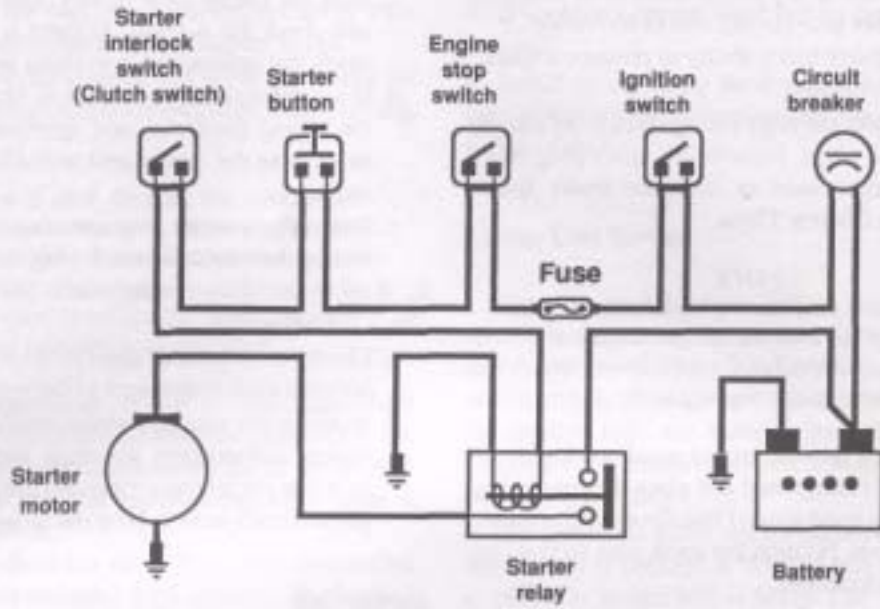 Starter
interlock
switch
(Clutch switch)
Starter
button
Engine
stop
switch
Ignition
switch
Circuit
breaker
Fuse
Starter
motor
Starter
relay
Battery